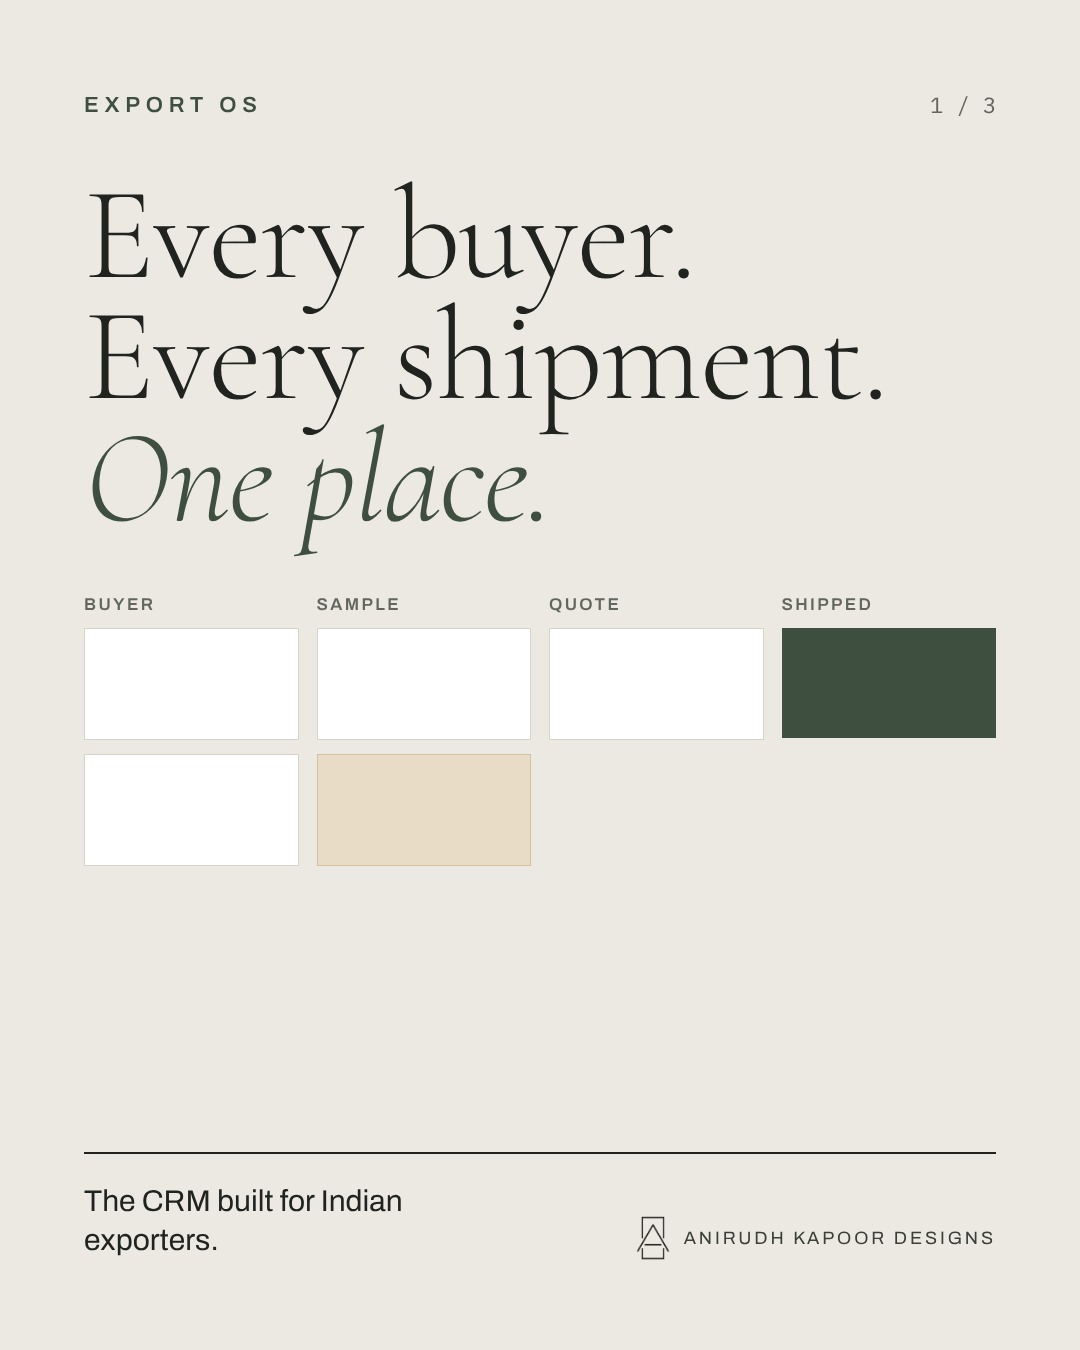 EXPORT OS
1 / 3
Every buyer.
Every shipment.
One place.
BUYER
SAMPLE
QUOTE
SHIPPED
The CRM built for Indian
exporters.
ANIRUDH KAPOOR DESIGNS